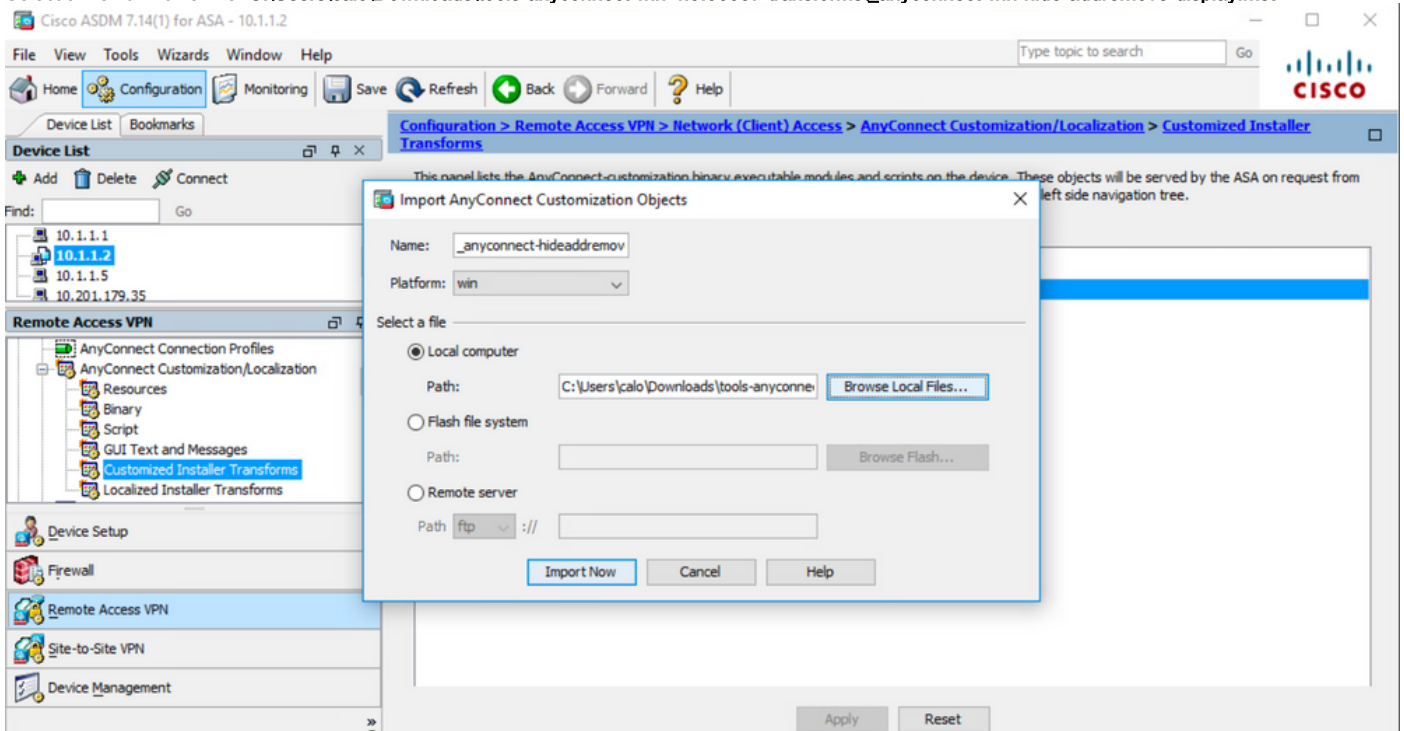 Cisco ASDM 7.14(1) for ASA - 10.1.1.2
File View Tools Wizards Window Help
Type topic to search Go
Home Configuration Monitoring Save Refresh Back Forward Help
CISCO
Device List Bookmarks
Configuration > Remote Access VPN > Network (Client) Access > AnyConnect Customization/Localization > Customized Installer
Transforms
Device List
Add Delete Connect
This panel lists the AnyConnect-customization binary executable modules and scripts on the device. These objects will be served by the ASA on request from
left side navigation tree.
Find: Go
10.1.1.1
10.1.1.2
10.1.1.5
10.201.179.35
Import AnyConnect Customization Objects
Name: _anyconnect-hideaddremov
Platform: win
Select a file
Local computer
Path: C:\Users\calo\Downloads\tools-anyconne Browse Local Files...
Flash file system
Path: Browse Flash...
Remote server
Path ftp ://
Import Now Cancel Help
Remote Access VPN
AnyConnect Connection Profiles
AnyConnect Customization/Localization
Resources
Binary
Script
GUI Text and Messages
Customized Installer Transforms
Localized Installer Transforms
Device Setup
Firewall
Remote Access VPN
Site-to-Site VPN
Device Management
»
Apply Reset